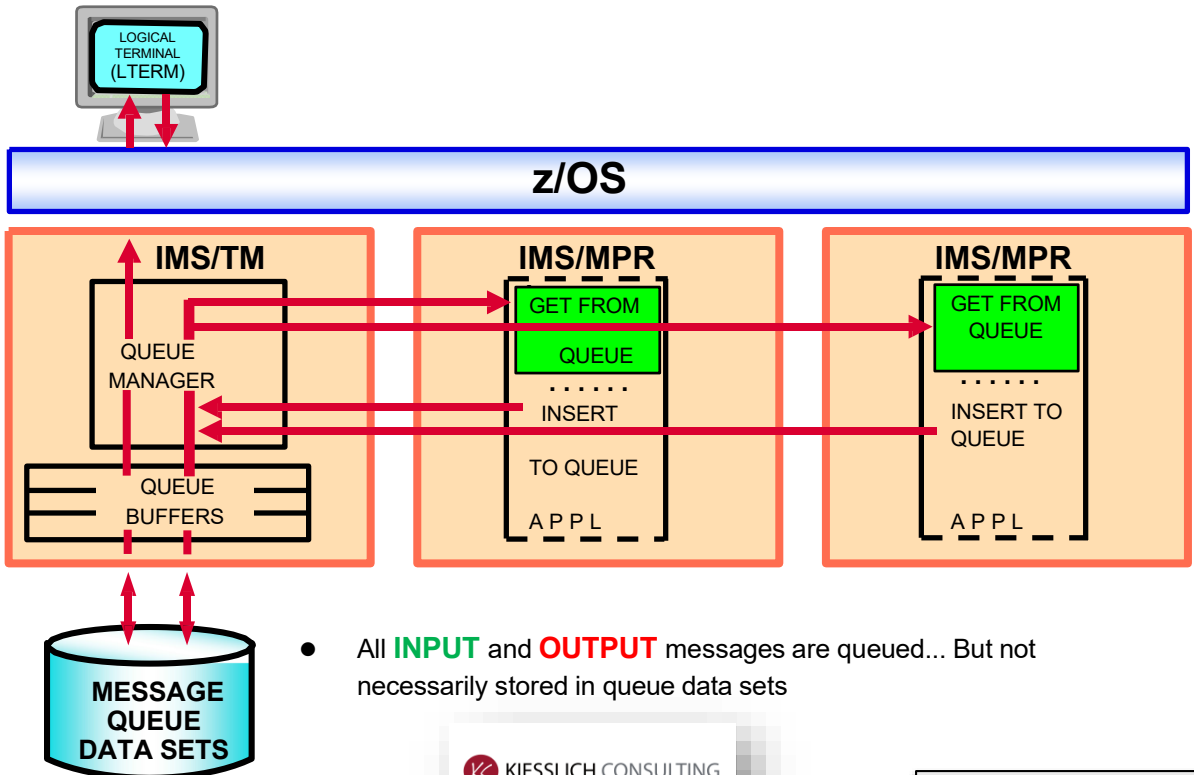 LOGICAL
TERMINAL
(LTERM)
z/OS
IMS/TM
QUEUE
MANAGER
QUEUE
BUFFERS
IMS/MPR
GET FROM
QUEUE
. . . . . .
INSERT
TO QUEUE
A P P L
IMS/MPR
GET FROM
QUEUE
. . . . . .
INSERT TO
QUEUE
A P P L
MESSAGE
QUEUE
DATA SETS
● All INPUT and OUTPUT messages are queued... But not
necessarily stored in queue data sets
KC KIESSLICH CONSULTING